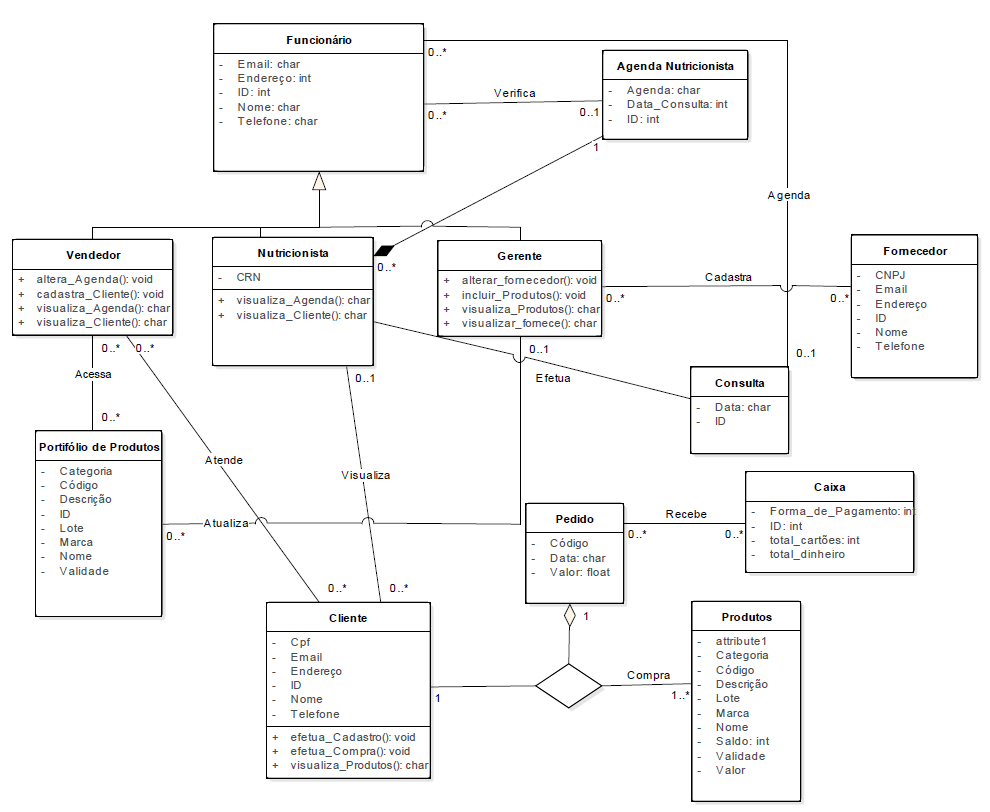 Funcionário
- Email: char
- Endereço: int
- ID: int
- Nome: char
- Telefone: char
0..*
0..*
Verifica
0..1
Agenda Nutricionista
- Agenda: char
- Data_Consulta: int
- ID: int
1
Agenda
0..1
Vendedor
+ altera_Agenda(): void
+ cadastra_Cliente(): void
+ visualiza_Agenda(): char
+ visualiza_Cliente(): char
Nutricionista
- CRN
+ visualiza_Agenda(): char
+ visualiza_Cliente(): char
0..*
Gerente
+ alterar_fornecedor(): void
+ incluir_Produtos(): void
+ visualiza_Produtos(): char
+ visualizar_fornece(): char
0..*
Cadastra
0..*
Fornecedor
- CNPJ
- Email
- Endereço
- ID
- Nome
- Telefone
0..*
0..*
Acessa
0..*
0..1
0..1
Efetua
Consulta
- Data: char
- ID
Portifólio de Produtos
- Categoria
- Código
- Descrição
- ID
- Lote
- Marca
- Nome
- Validade
Atende
Visualiza
Atualiza
0..*
0..*
0..*
Pedido
- Código
- Data: char
- Valor: float
0..*
Recebe
0..*
Caixa
- Forma_de_Pagamento: int
- ID: int
- total_cartões: int
- total_dinheiro
1
Cliente
- Cpf
- Email
- Endereço
- ID
- Nome
- Telefone
+ efetua_Cadastro(): void
+ efetua_Compra(): void
+ visualiza_Produtos(): char
1
Compra
1..*
Produtos
- attribute1
- Categoria
- Código
- Descrição
- Lote
- Marca
- Nome
- Saldo: int
- Validade
- Valor